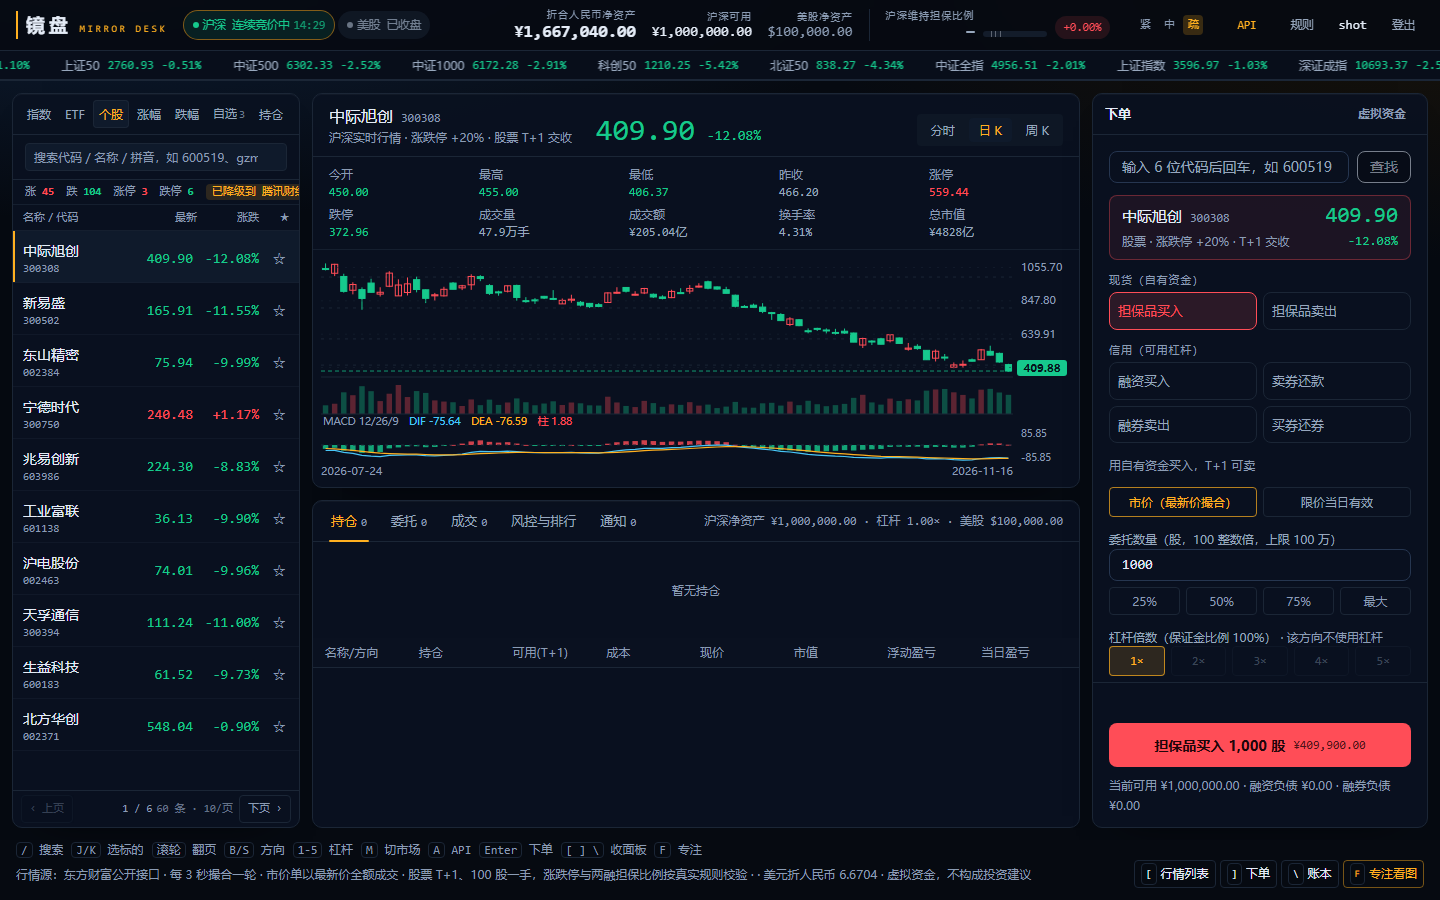 镜盘 MIRROR DESK
沪深 连续竞价中 14:29
美股 已收盘
折合人民币净资产
¥1,667,040.00
沪深可用
¥1,000,000.00
美股净资产
$100,000.00
沪深维持担保比例
—
+0.00%
紧 中 疏
API
规则
shot
登出
1.10% 上证50 2760.93 -0.51% 中证500 6302.33 -2.52% 中证1000 6172.28 -2.91% 科创50 1210.25 -5.42% 北证50 838.27 -4.34% 中证全指 4956.51 -2.01% 上证指数 3596.97 -1.03% 深证成指 10693.37 -2.5
指数 ETF 个股 涨幅 跌幅 自选 3 持仓
搜索代码 / 名称 / 拼音, 如 600519、gzm
涨 45 跌 104 涨停 3 跌停 6 已降级到 腾讯财经
名称 / 代码 最新 涨跌 ★
中际旭创 300308 409.90 -12.08% ☆
新易盛 300502 165.91 -11.55% ☆
东山精密 002384 75.94 -9.99% ☆
宁德时代 300750 240.48 +1.17% ☆
兆易创新 603986 224.30 -8.83% ☆
工业富联 601138 36.13 -9.90% ☆
沪电股份 002463 74.01 -9.96% ☆
天孚通信 300394 111.24 -11.00% ☆
生益科技 600183 61.52 -9.73% ☆
北方华创 002371 548.04 -0.90% ☆
‹ 上页 1 / 6 60 条 · 10/页 下页 ›
中际旭创 300308
沪深实时行情 · 涨跌停 +20% · 股票 T+1 交收
409.90 -12.08%
分时 日 K 周 K
今开 最高 最低 昨收 涨停
450.00 455.00 406.37 466.20 559.44
跌停 成交量 成交额 换手率 总市值
372.96 47.9万手 ¥205.04亿 4.31% ¥4828亿
1055.70
847.80
639.91
409.88
MACD 12/26/9 DIF -75.64 DEA -76.59 柱 1.88
85.85
-85.85
2026-07-24 2026-11-16
持仓 0 委托 0 成交 0 风控与排行 通知 0
沪深净资产 ¥1,000,000.00 · 杠杆 1.00× · 美股 $100,000.00
暂无持仓
名称/方向 持仓 可用(T+1) 成本 现价 市值 浮动盈亏 当日盈亏
下单 虚拟资金
输入 6 位代码后回车, 如 600519 查找
中际旭创 300308 409.90
股票 · 涨跌停 +20% · T+1 交收 -12.08%
现货（自有资金）
担保品买入 担保品卖出
信用（可用杠杆）
融资买入 卖券还款
融券卖出 买券还券
用自有资金买入，T+1 可卖
市价（最新价撮合） 限价当日有效
委托数量（股，100 整数倍，上限 100 万）
1000
25% 50% 75% 最大
杠杆倍数（保证金比例 100%） · 该方向不使用杠杆
1× 2× 3× 4× 5×
担保品买入 1,000 股 ¥409,900.00
当前可用 ¥1,000,000.00 · 融资负债 ¥0.00 · 融券负债
¥0.00
/ 搜索 J/K 选标的 滚轮 翻页 B/S 方向 1-5 杠杆 M 切市场 A API Enter 下单 [ ] \ 收面板 F 专注
行情源: 东方财富公开接口 · 每 3 秒撮合一轮 · 市价单以最新价全额成交 · 股票 T+1、100 股一手，涨跌停与两融担保比例按真实规则校验 · · 美元折人民币 6.6704 · 虚拟资金，不构成投资建议
[ 行情列表 ] 下单 \ 账本 F 专注看图